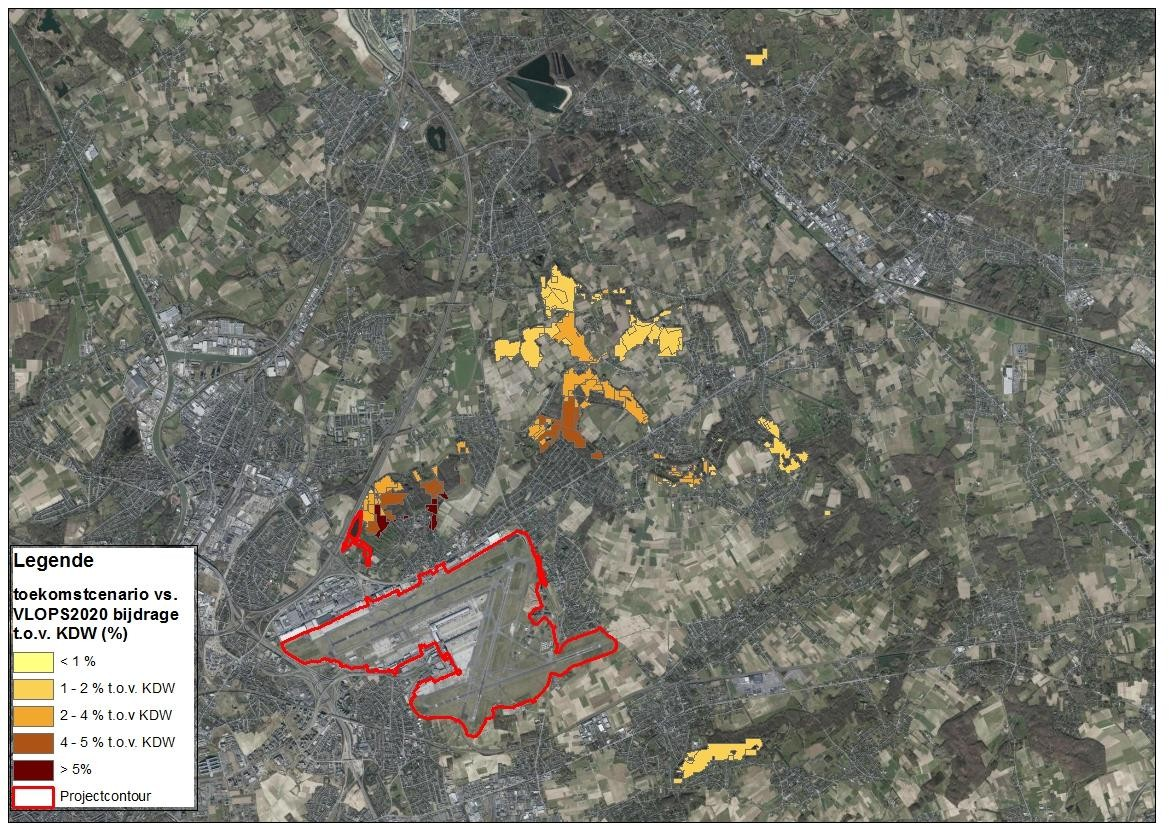 Legende
toekomstcenario vs.
VLOPS2020 bijdrage
t.o.v. KDW (%)
< 1 %
1 - 2 % t.o.v. KDW
2 - 4 % t.o.v KDW
4 - 5 % t.o.v. KDW
> 5%
Projectcontour